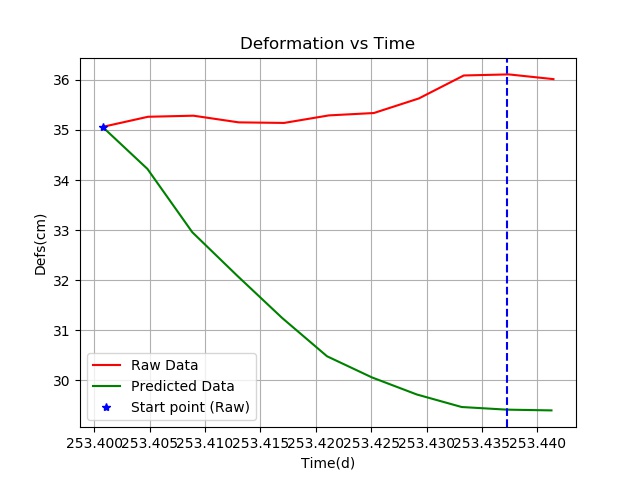 Deformation vs Time
Defs(cm)
36
35
34
33
32
31
30
Raw Data
Predicted Data
Start point (Raw)
253.400 253.405 253.410 253.415 253.420 253.425 253.430 253.435 253.440
Time(d)